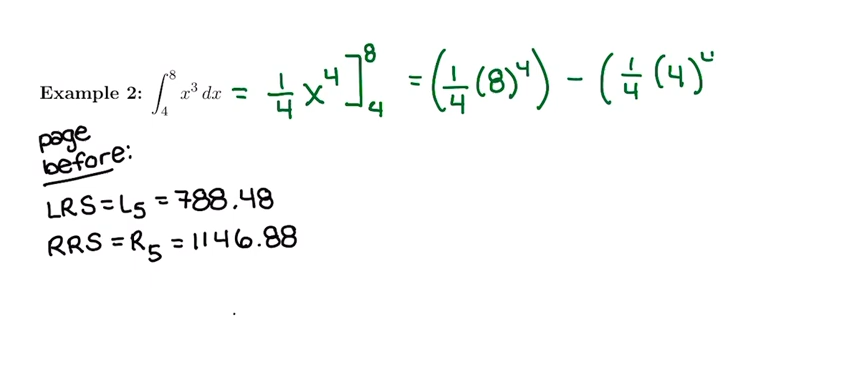 Example 2: ∫₄⁸ x³ dx = 1/4 x⁴]₄⁸ = (1/4 (8)⁴) − (1/4 (4)⁴
page
before:
LRS = L₅ = 788.48
RRS = R₅ = 1146.88